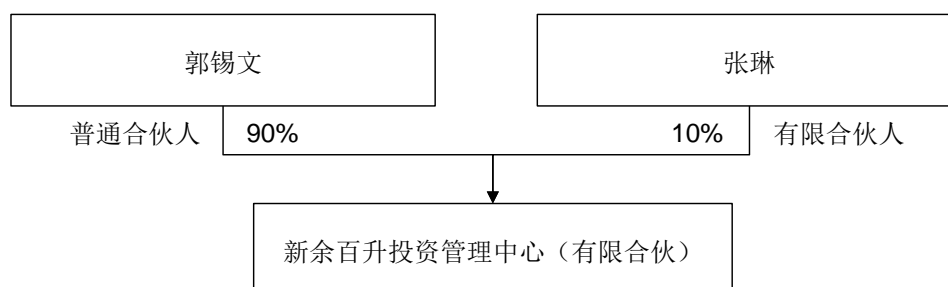 郭锡文
张琳
普通合伙人 90%
10% 有限合伙人
新余百升投资管理中心（有限合伙）